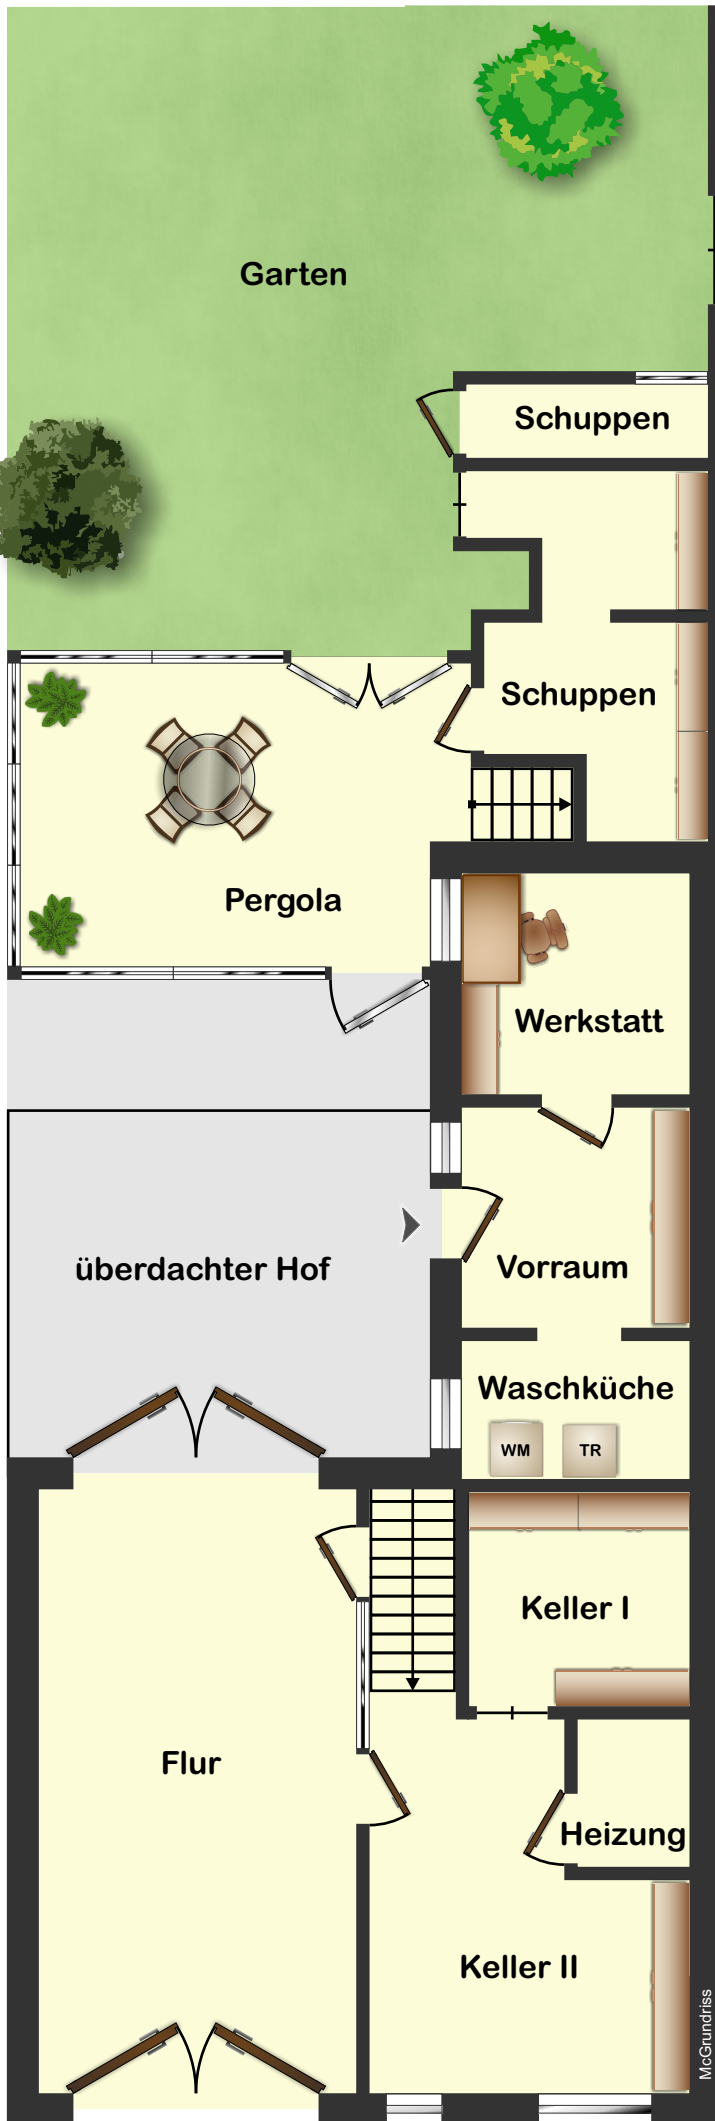 Garten
Schuppen
Schuppen
Pergola
Werkstatt
überdachter Hof
Vorraum
Waschküche
WM
TR
Keller I
Flur
Heizung
Keller II
McGrundriss